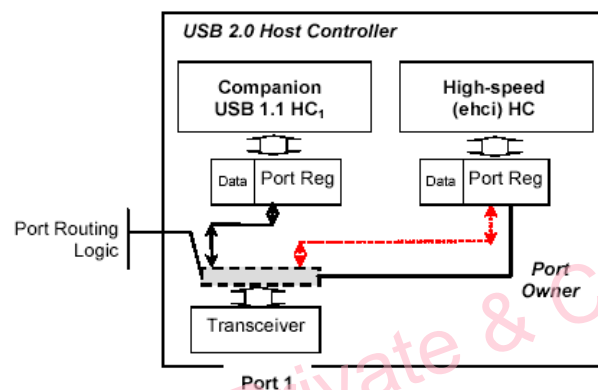 USB 2.0 Host Controller
Companion
USB 1.1 HC₁
High-speed
(ehci) HC
Data
Port Reg
Data
Port Reg
Port Routing
Logic
Port
Owner
Transceiver
Port 1
Private & C